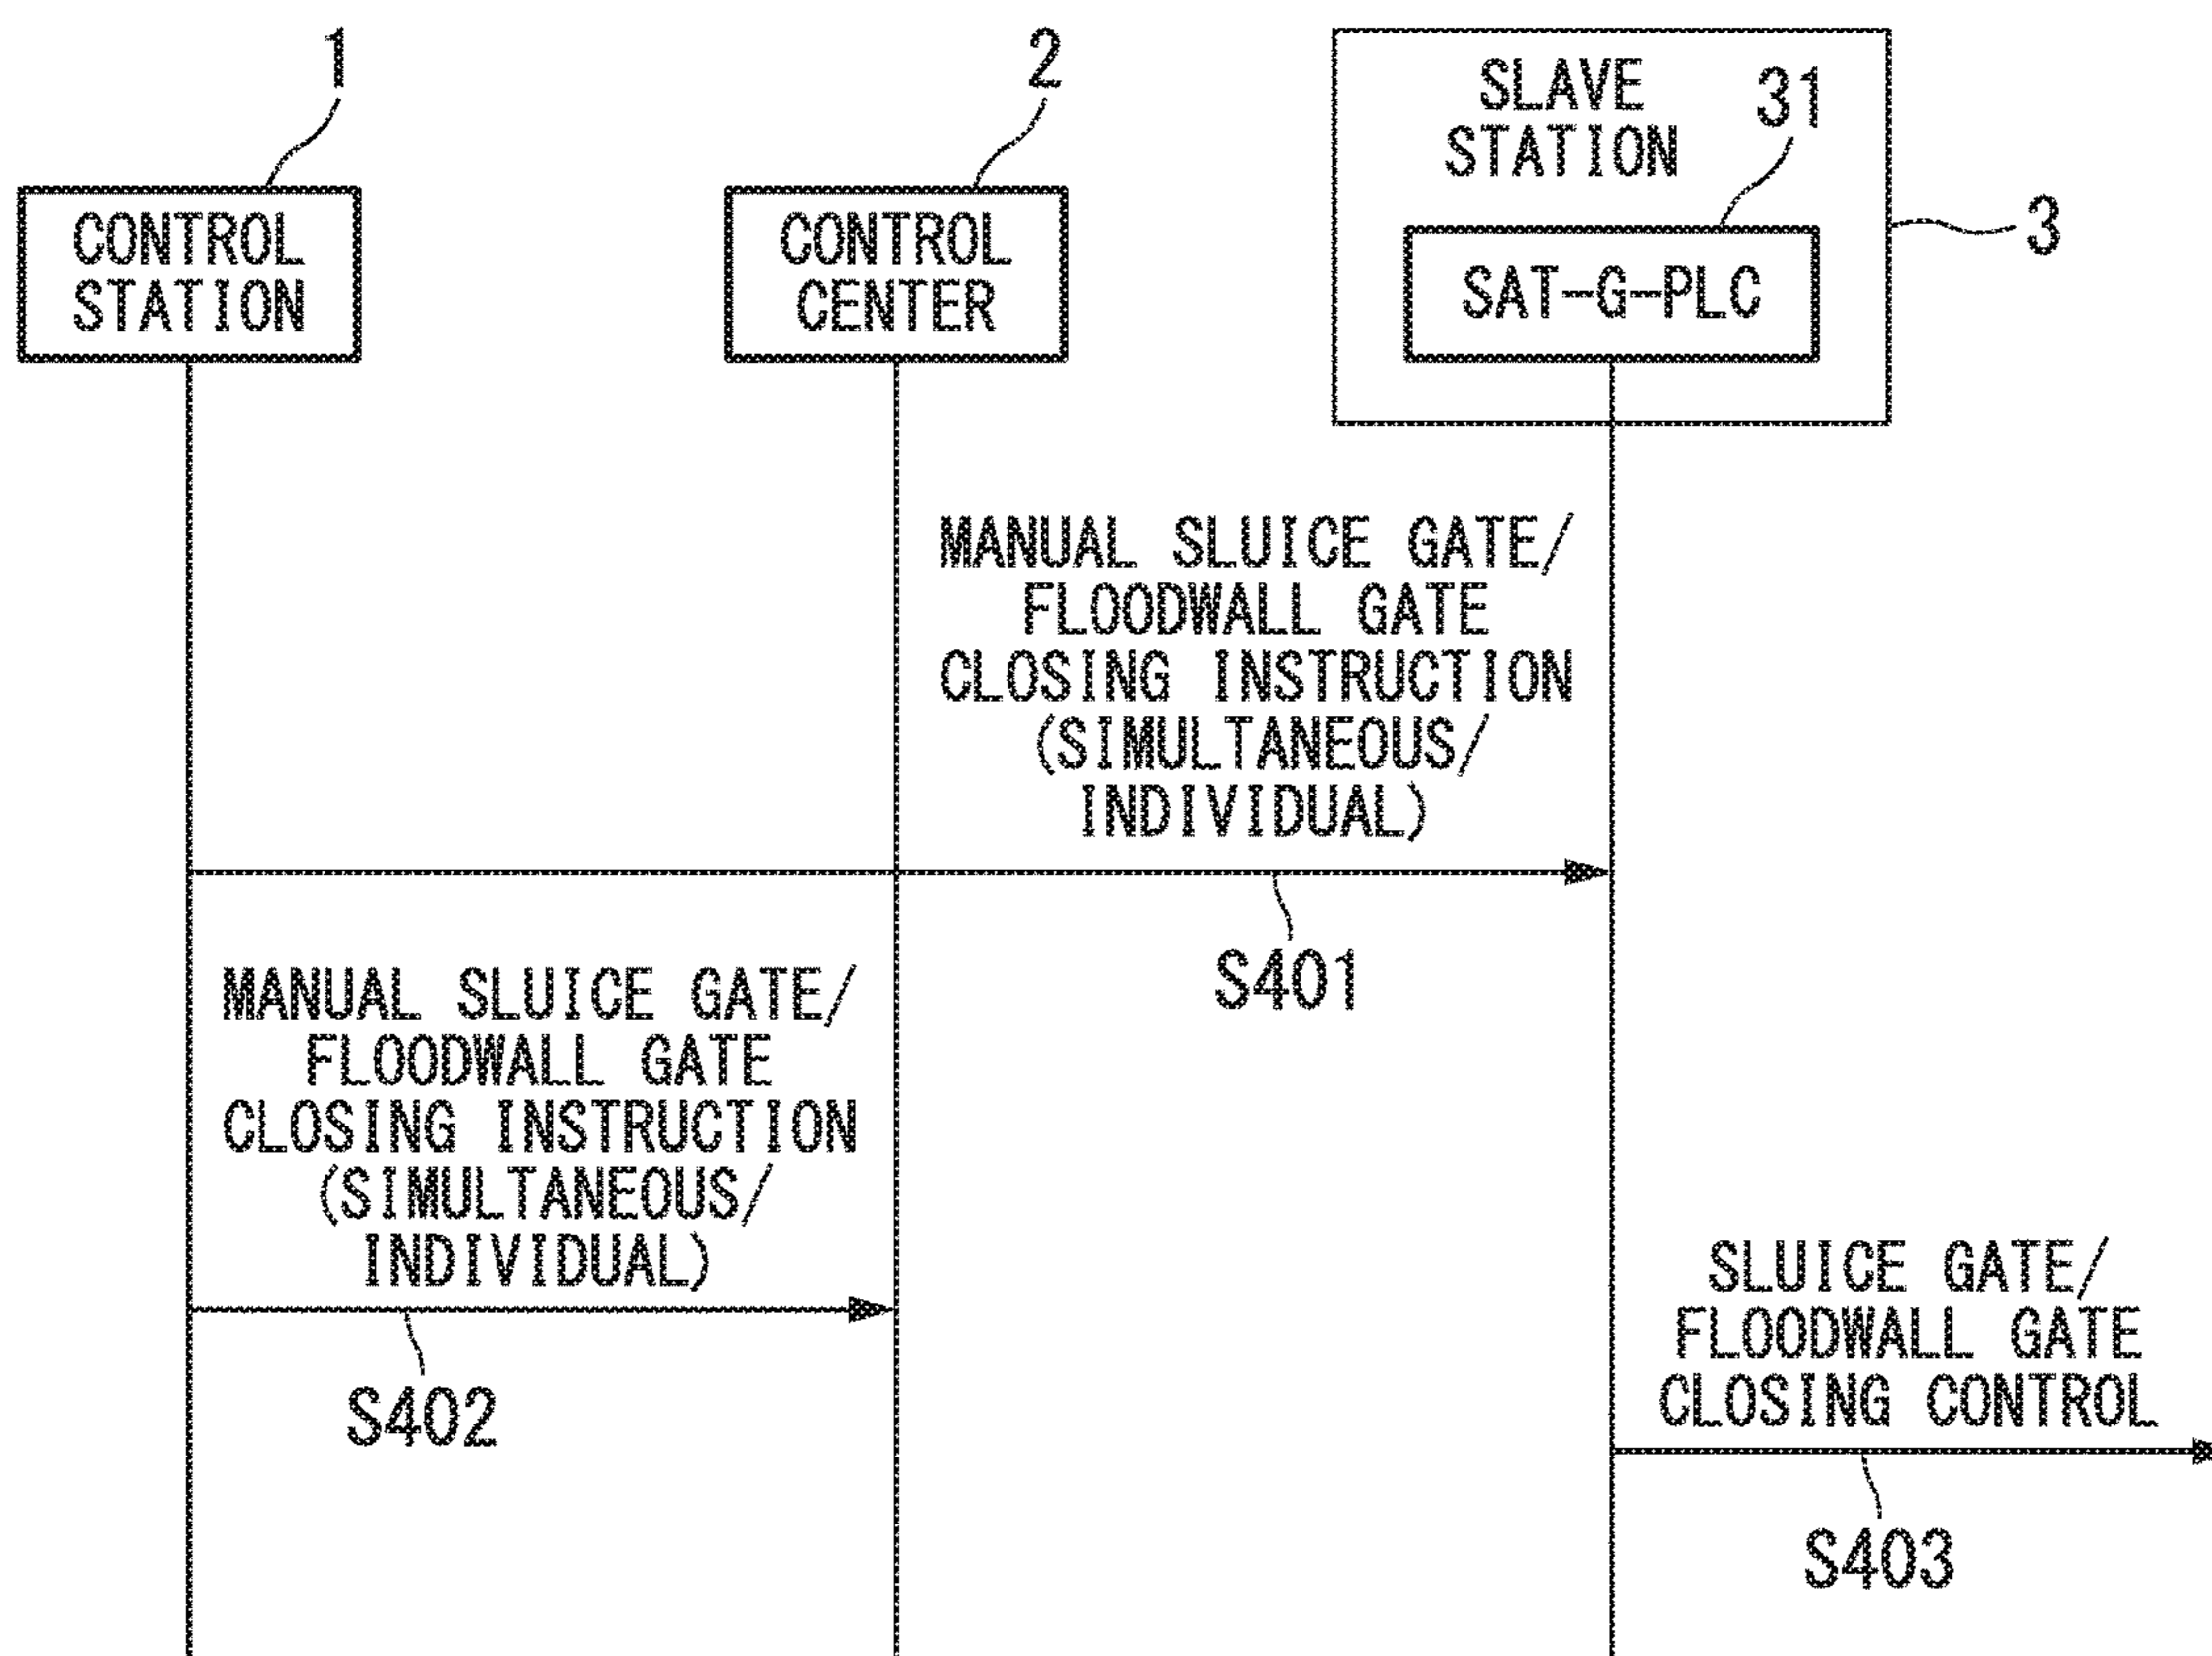 1
2
SLAVE
STATION
31
3
CONTROL
STATION
CONTROL
CENTER
SAT-G-PLC
MANUAL SLUICE GATE/
FLOODWALL GATE
CLOSING INSTRUCTION
(SIMULTANEOUS/
INDIVIDUAL)
S401
MANUAL SLUICE GATE/
FLOODWALL GATE
CLOSING INSTRUCTION
(SIMULTANEOUS/
INDIVIDUAL)
S402
SLUICE GATE/
FLOODWALL GATE
CLOSING CONTROL
S403